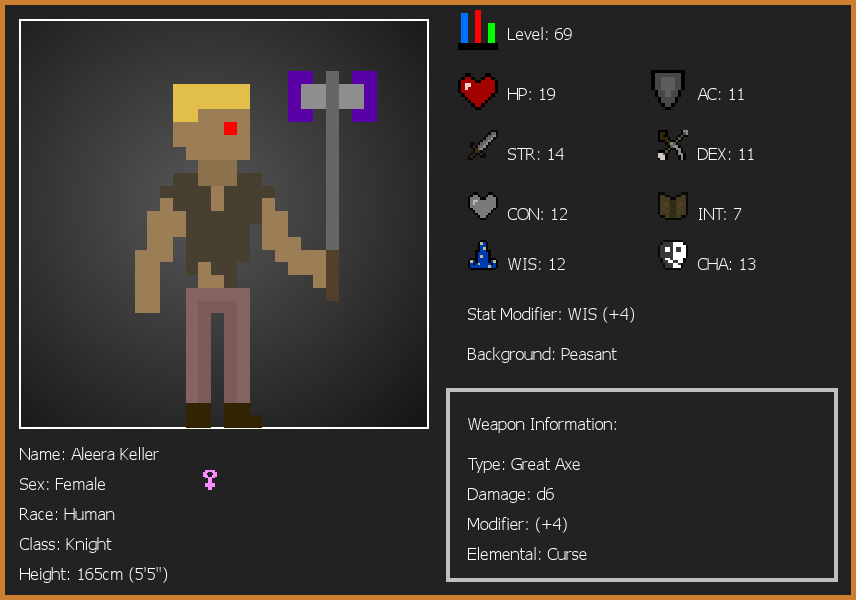 Level: 69
HP: 19
AC: 11
STR: 14
DEX: 11
CON: 12
INT: 7
WIS: 12
CHA: 13
Stat Modifier: WIS (+4)
Background: Peasant
Weapon Information:
Type: Great Axe
Damage: d6
Modifier: (+4)
Elemental: Curse
Name: Aleera Keller
Sex: Female
Race: Human
Class: Knight
Height: 165cm (5'5")